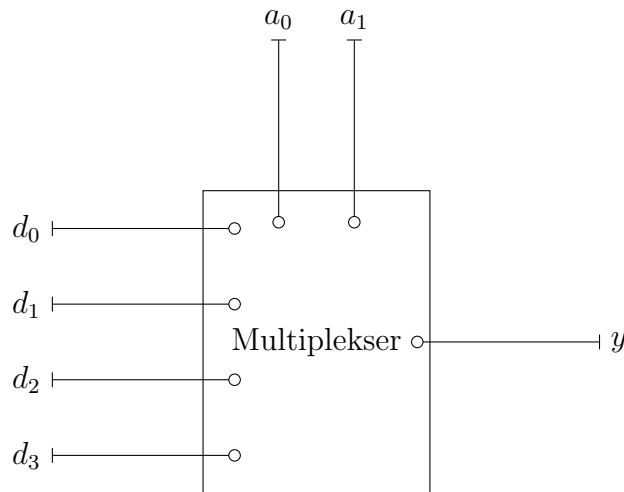 a₀ a₁
d₀
d₁
Multiplekser y
d₂
d₃